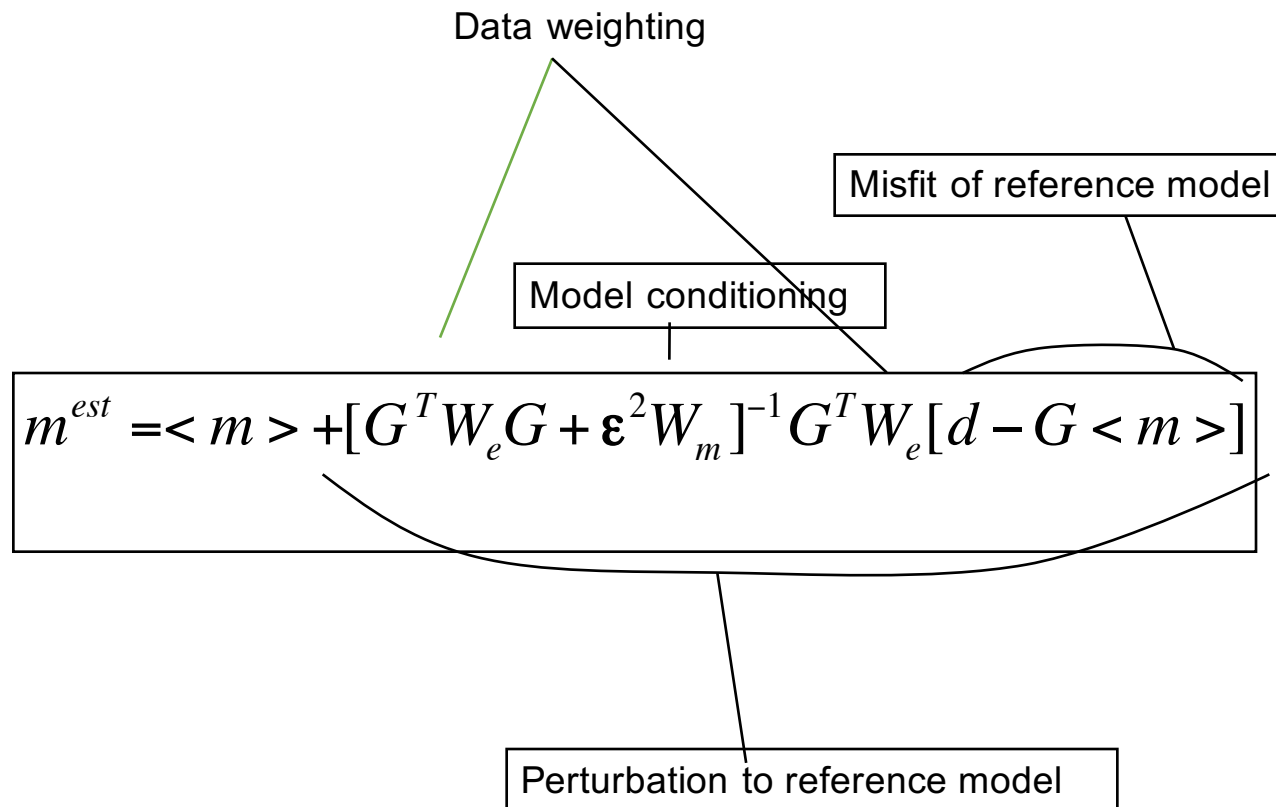 Data weighting
Misfit of reference model
Model conditioning
m^{est} =< m > +[G^T W_e G + ε^2 W_m]^{-1} G^T W_e [d − G < m >]
Perturbation to reference model